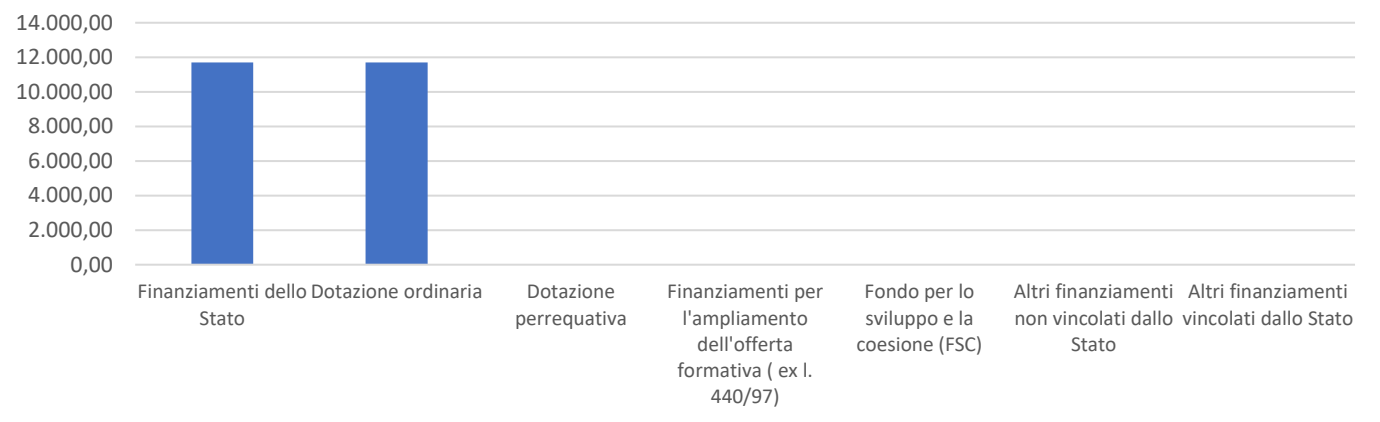 14.000,00
12.000,00
10.000,00
8.000,00
6.000,00
4.000,00
2.000,00
0,00
Finanziamenti dello
Stato
Dotazione ordinaria
Dotazione
perrequativa
Finanziamenti per
l'ampliamento
dell'offerta
formativa ( ex l.
440/97)
Fondo per lo
sviluppo e la
coesione (FSC)
Altri finanziamenti
non vincolati dallo
Stato
Altri finanziamenti
vincolati dallo Stato